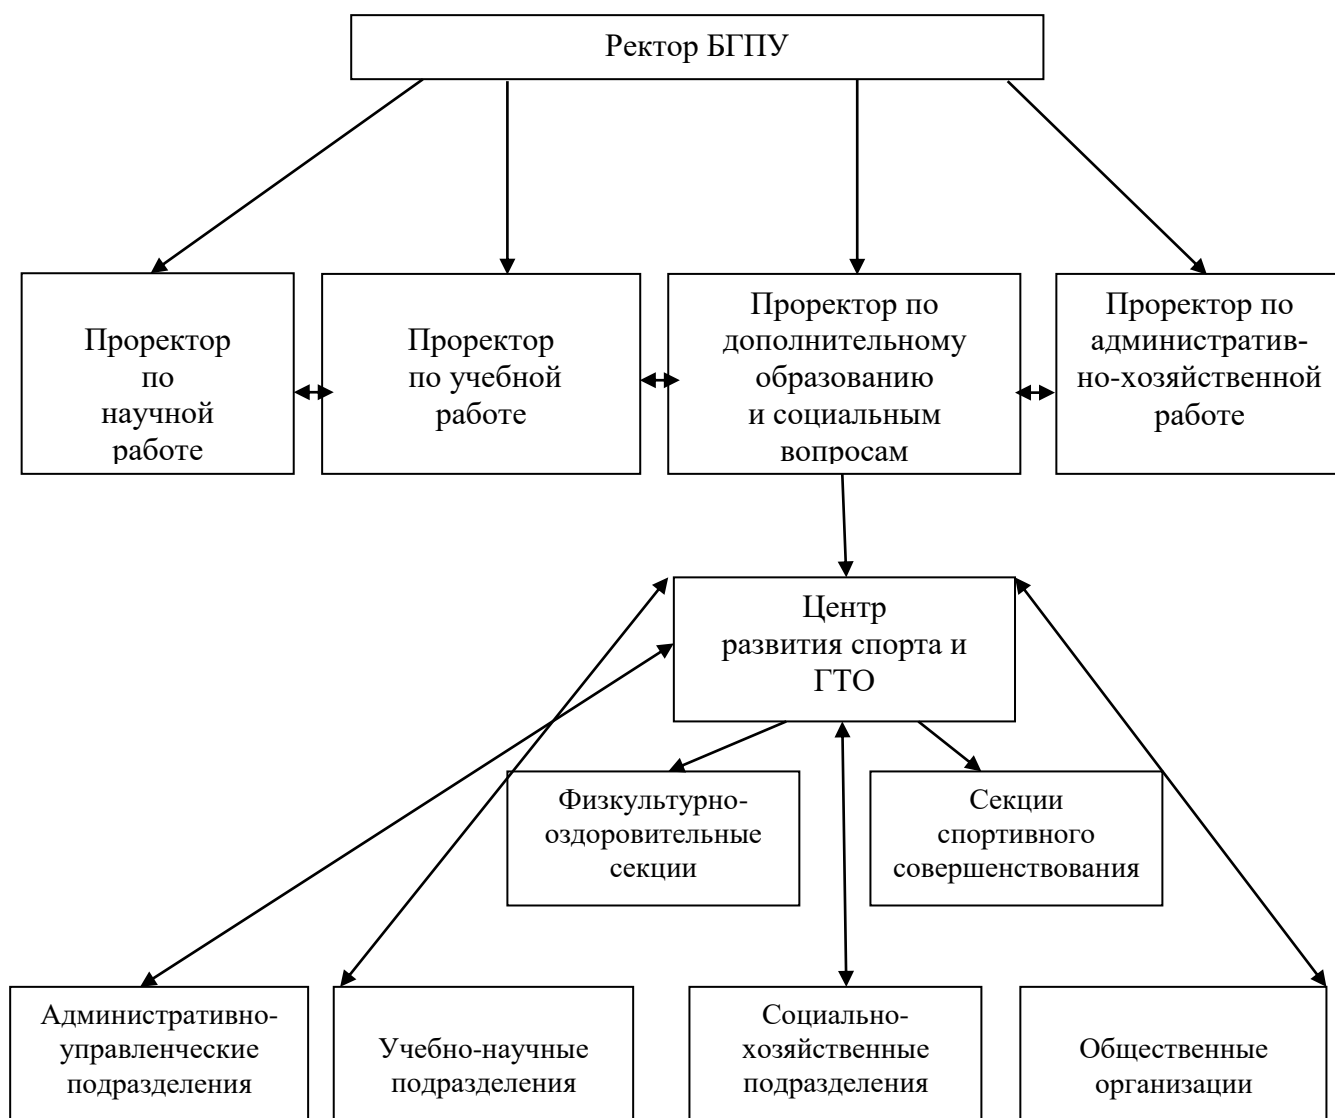 Ректор БГПУ
Проректор
по
научной
работе
Проректор
по учебной
работе
Проректор по
дополнительному
образованию
и социальным
вопросам
Проректор по
административ-
но-хозяйственной
работе
Центр
развития спорта и
ГТО
Физкультурно-
оздоровительные
секции
Секции
спортивного
совершенствования
Административно-
управленческие
подразделения
Учебно-научные
подразделения
Социально-
хозяйственные
подразделения
Общественные
организации